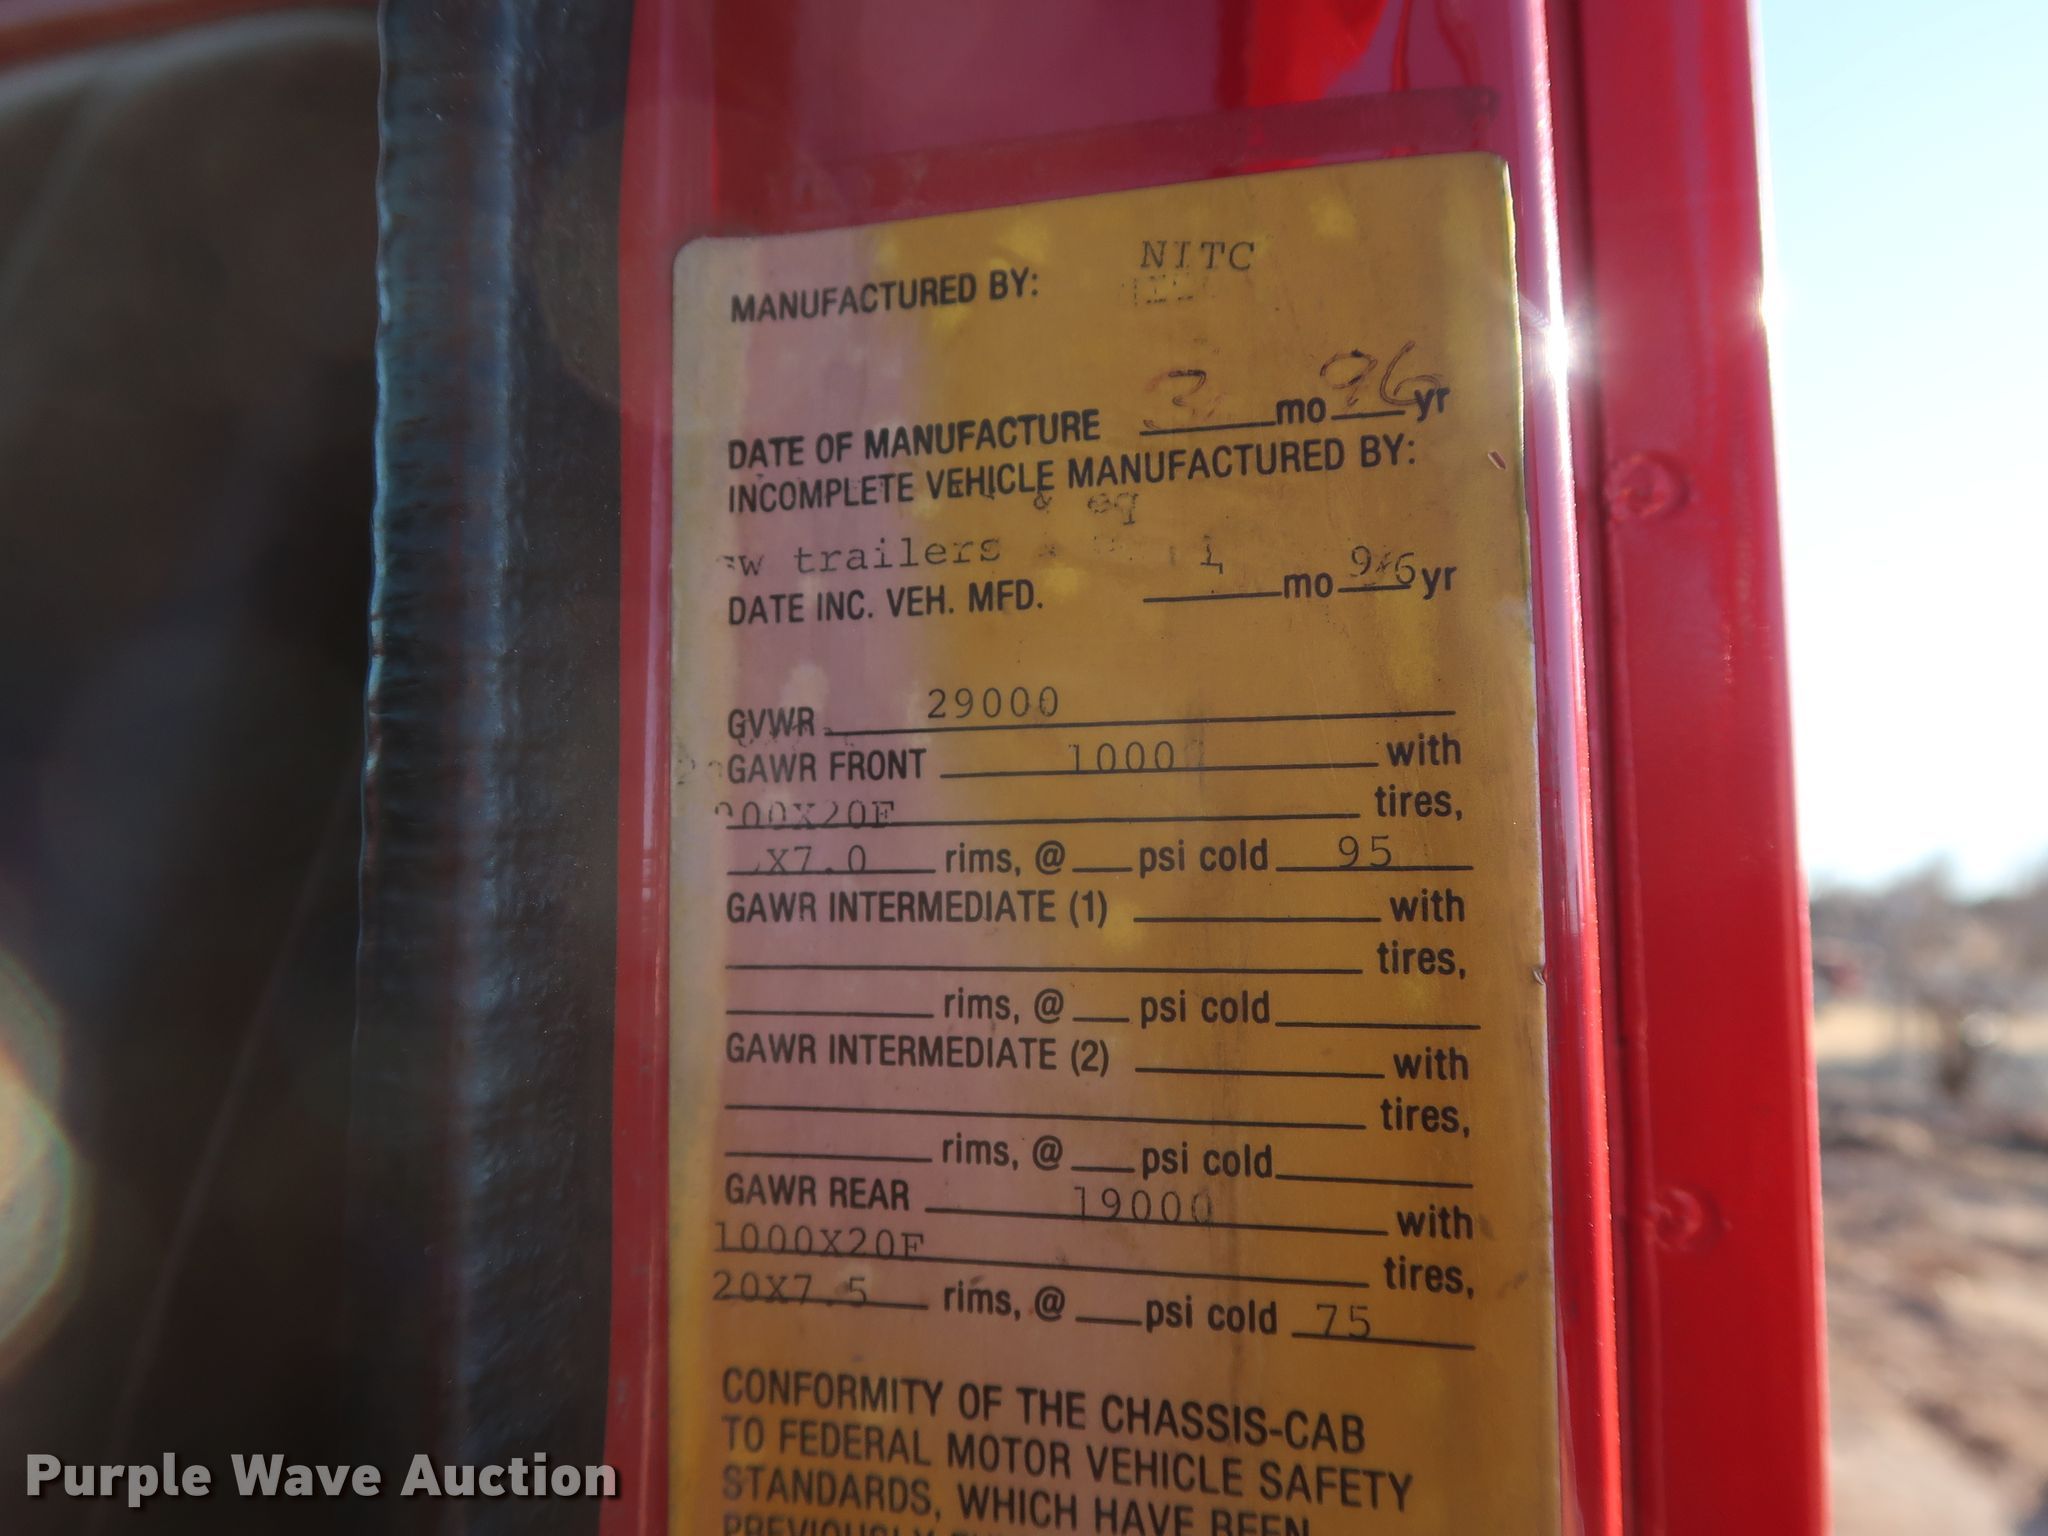 NITC
MANUFACTURED BY:
DATE OF MANUFACTURE 3 mo 96 yr
INCOMPLETE VEHICLE MANUFACTURED BY:
& eq
trailers 1 96
DATE INC. VEH. MFD. mo yr
GVWR 29000
GAWR FRONT 10000 with
tires,
X7.0 rims, @ psi cold 95
GAWR INTERMEDIATE (1) with
tires,
rims, @ psi cold
GAWR INTERMEDIATE (2) with
tires,
rims, @ psi cold
GAWR REAR 19000 with
1000X20F tires,
20X7.5 rims, @ psi cold 75
CONFORMITY OF THE CHASSIS-CAB
TO FEDERAL MOTOR VEHICLE SAFETY
STANDARDS, WHICH HAVE BEEN
PREVIOUSLY
Purple Wave Auction